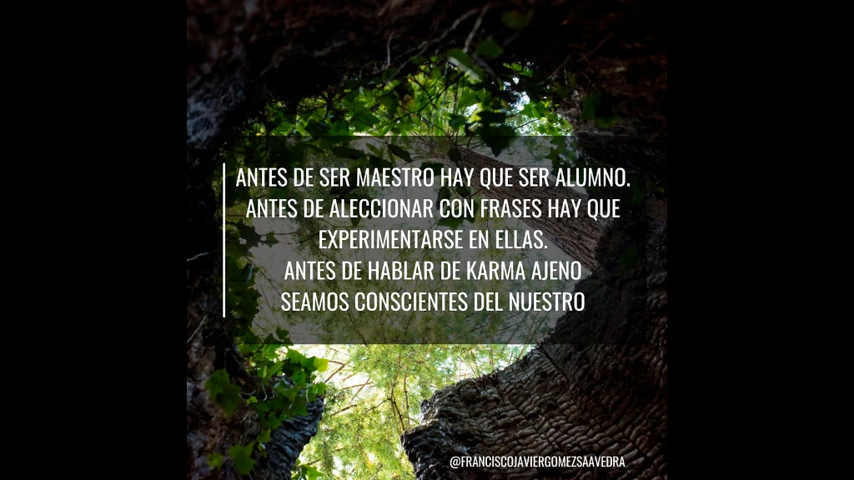 ANTES DE SER MAESTRO HAY QUE SER ALUMNO.
ANTES DE ALECCIONAR CON FRASES HAY QUE
EXPERIMENTARSE EN ELLAS.
ANTES DE HABLAR DE KARMA AJENO
SEAMOS CONSCIENTES DEL NUESTRO
@FRANCISCOJAVIERGOMEZSAAVEDRA